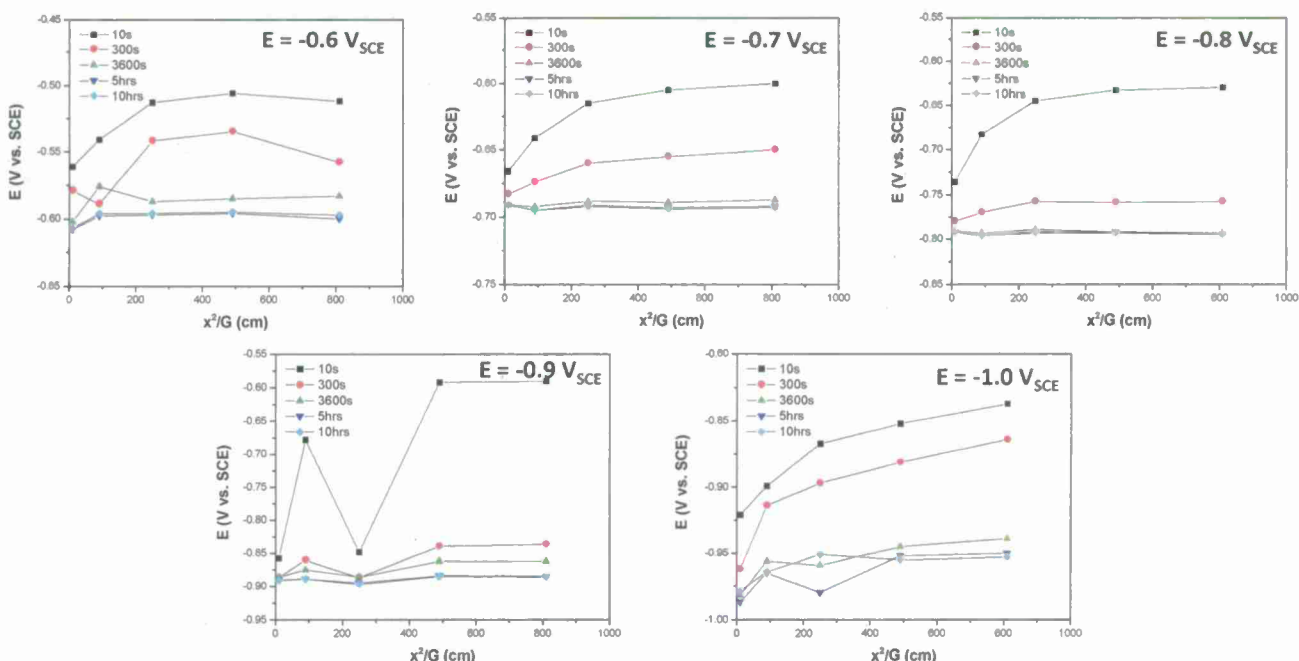 E = -0.6 V_SCE
10s
300s
3600s
5hrs
10hrs
E (V vs. SCE)
-0.45
-0.50
-0.55
-0.60
-0.65
0 200 400 600 800 1000
x²/G (cm)
E = -0.7 V_SCE
10s
300s
3600s
5hrs
10hrs
E (V vs. SCE)
-0.55
-0.60
-0.65
-0.70
-0.75
0 200 400 600 800 1000
x²/G (cm)
E = -0.8 V_SCE
10s
300s
3600s
5hrs
10hrs
E (V vs. SCE)
-0.55
-0.60
-0.65
-0.70
-0.75
-0.80
-0.85
0 200 400 600 800 1000
x²/G (cm)
E = -0.9 V_SCE
10s
300s
3600s
5hrs
10hrs
E (V vs. SCE)
-0.55
-0.60
-0.65
-0.70
-0.75
-0.80
-0.85
-0.90
-0.95
0 200 400 600 800 1000
x²/G (cm)
E = -1.0 V_SCE
10s
300s
3600s
5hrs
10hrs
E (V vs. SCE)
-0.80
-0.85
-0.90
-0.95
-1.00
0 200 400 600 800 1000
x²/G (cm)